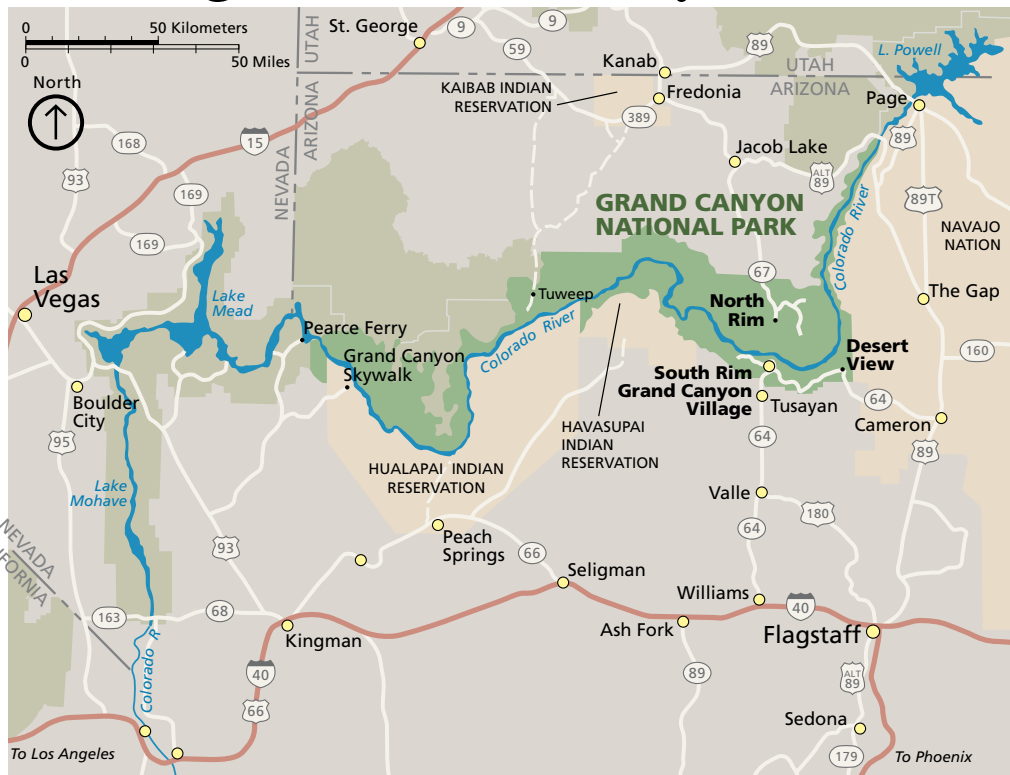 0 50 Kilometers
0 50 Miles
North
St. George
9
9
59
89
Kanab
L. Powell
UTAH
ARIZONA
UTAH
ARIZONA
KAIBAB INDIAN
RESERVATION
Fredonia
Page
389
15
168
93
169
169
NEVADA
ARIZONA
Jacob Lake
ALT
89
89
89T
GRAND CANYON
NATIONAL PARK
Colorado River
NAVAJO
NATION
Las
Vegas
Lake
Mead
67
Tuweep
North
Rim
The Gap
Pearce Ferry
Colorado River
160
Grand Canyon
Skywalk
South Rim
Grand Canyon
Village
Desert
View
Boulder
City
Tusayan
64
Cameron
95
HAVASUPAI
INDIAN
RESERVATION
64
89
HUALAPAI INDIAN
RESERVATION
Lake
Mohave
Valle
180
NEVADA
Peach
Springs
93
66
64
Seligman
Williams
163
68
40
Kingman
Ash Fork
Flagstaff
Colorado R
40
66
89
ALT
89
Sedona
To Los Angeles
179
To Phoenix